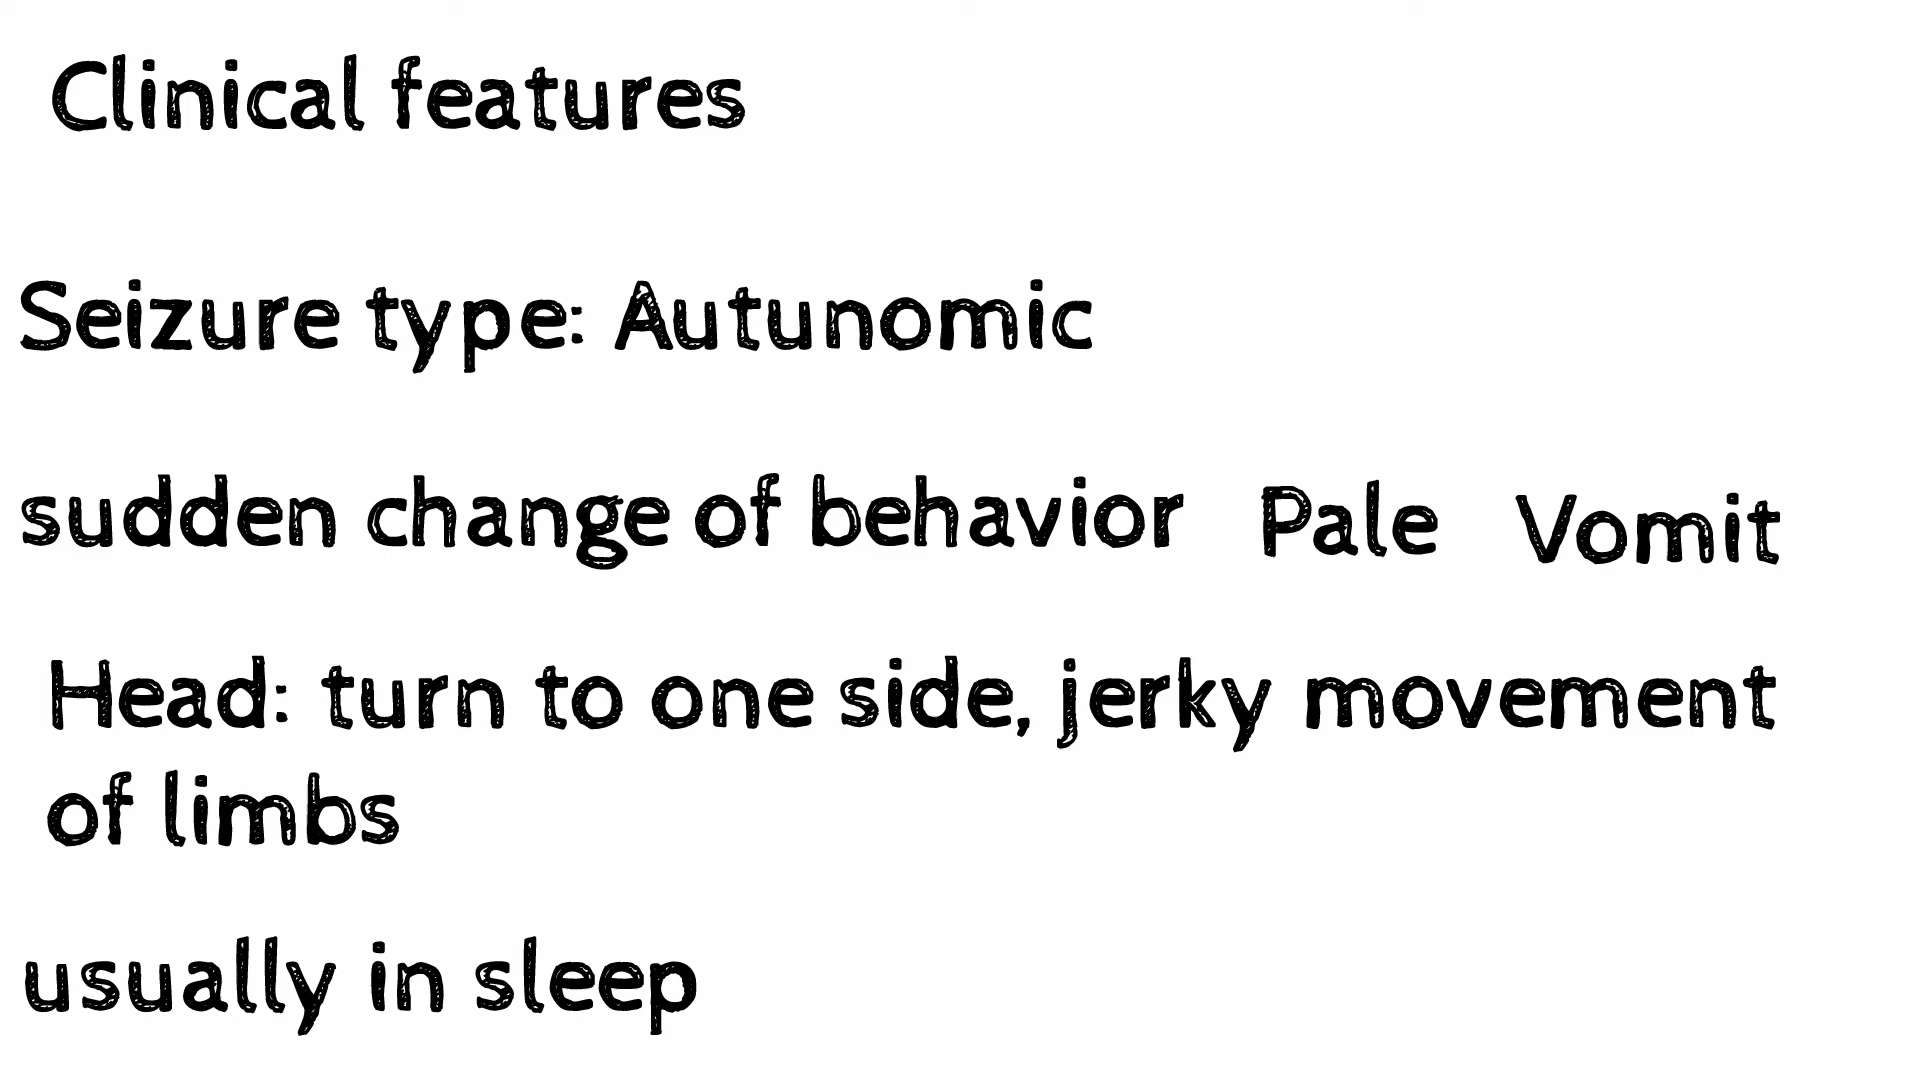 Clinical features
Seizure type: Autunomic
sudden change of behavior Pale Vomit
Head: turn to one side, jerky movement
of limbs
usually in sleep